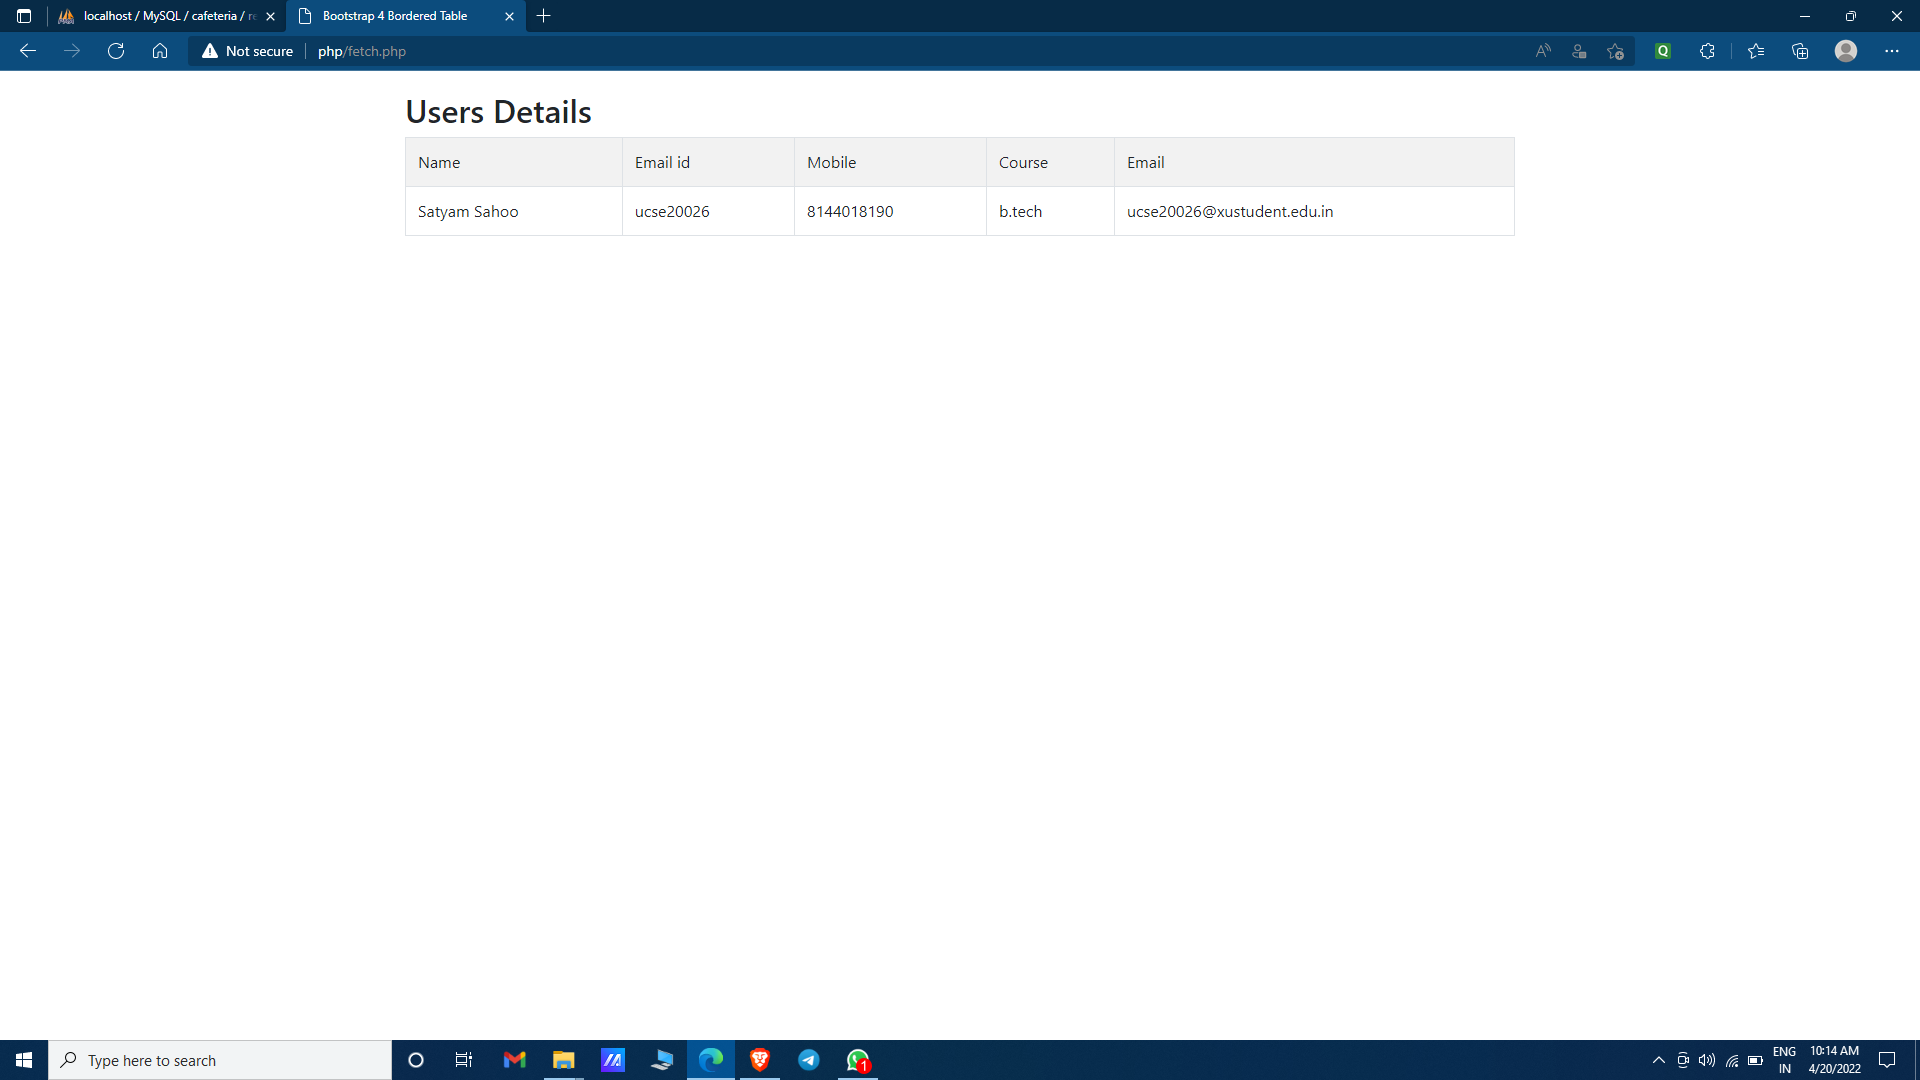 localhost / MySQL / cafeteria / re
Bootstrap 4 Bordered Table
Not secure
php/fetch.php
Users Details
Name Email id Mobile Course Email
Satyam Sahoo ucse20026 8144018190 b.tech ucse20026@xustudent.edu.in
Type here to search
1
ENG
IN
10:14 AM
4/20/2022